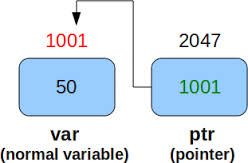 1001 2047
50 1001
var ptr
(normal variable) (pointer)